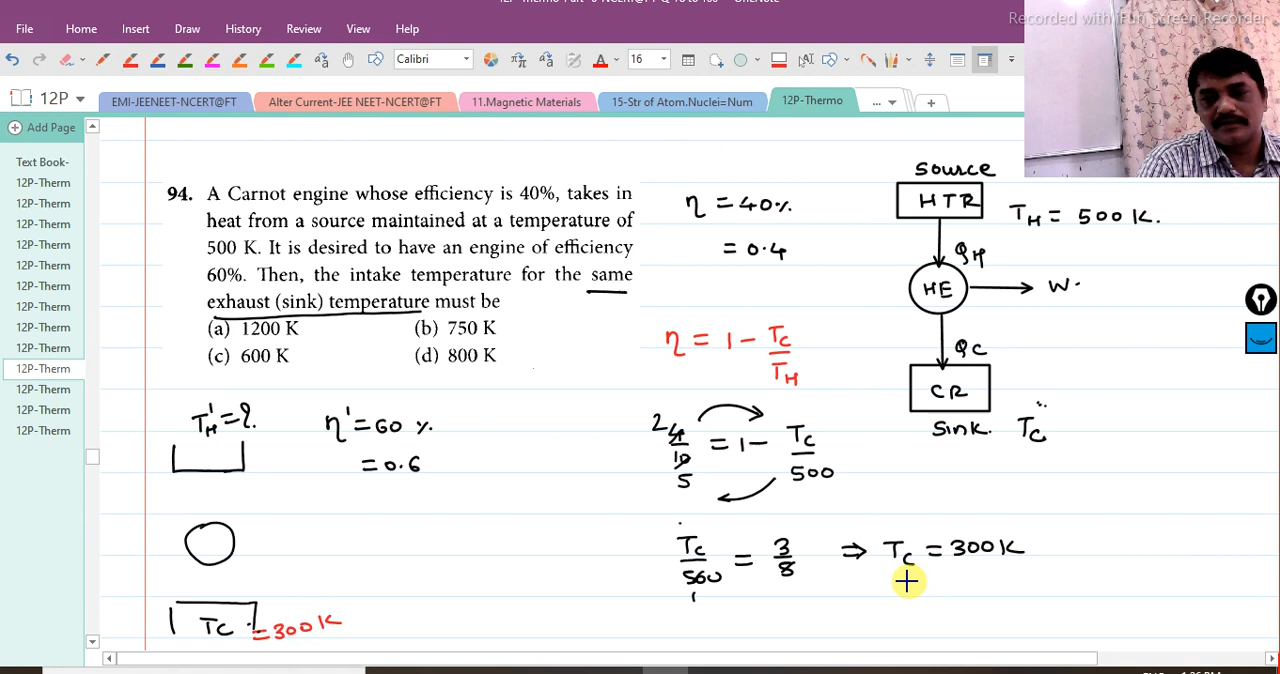 Recorded with iFun Screen Recorder
File Home Insert Draw History Review View Help
Calibri 16
12P EMI-JEENEET-NCERT@FT Alter Current-JEE NEET-NCERT@FT 11.Magnetic Materials 15-Str of Atom.Nuclei=Num 12P-Thermo ... +
Add Page
Text Book-
12P-Therm
12P-Therm
12P-Therm
12P-Therm
12P-Therm
12P-Therm
12P-Therm
12P-Therm
12P-Therm
12P-Therm
12P-Therm
12P-Therm
12P-Therm
94. A Carnot engine whose efficiency is 40%, takes in
heat from a source maintained at a temperature of
500 K. It is desired to have an engine of efficiency
60%. Then, the intake temperature for the same
exhaust (sink) temperature must be
(a) 1200 K (b) 750 K
(c) 600 K (d) 800 K
η = 40%.
= 0.4
η = 1 - TC/TH
2 4/10 5 = 1 - TC/500
TC/500 = 3/5 ⇒ TC = 300K
Source
HTR TH = 500 K.
QH
HE W.
QC
CR
Sink. TC
TH' = ? η' = 60 %.
= 0.6
TC = 300K